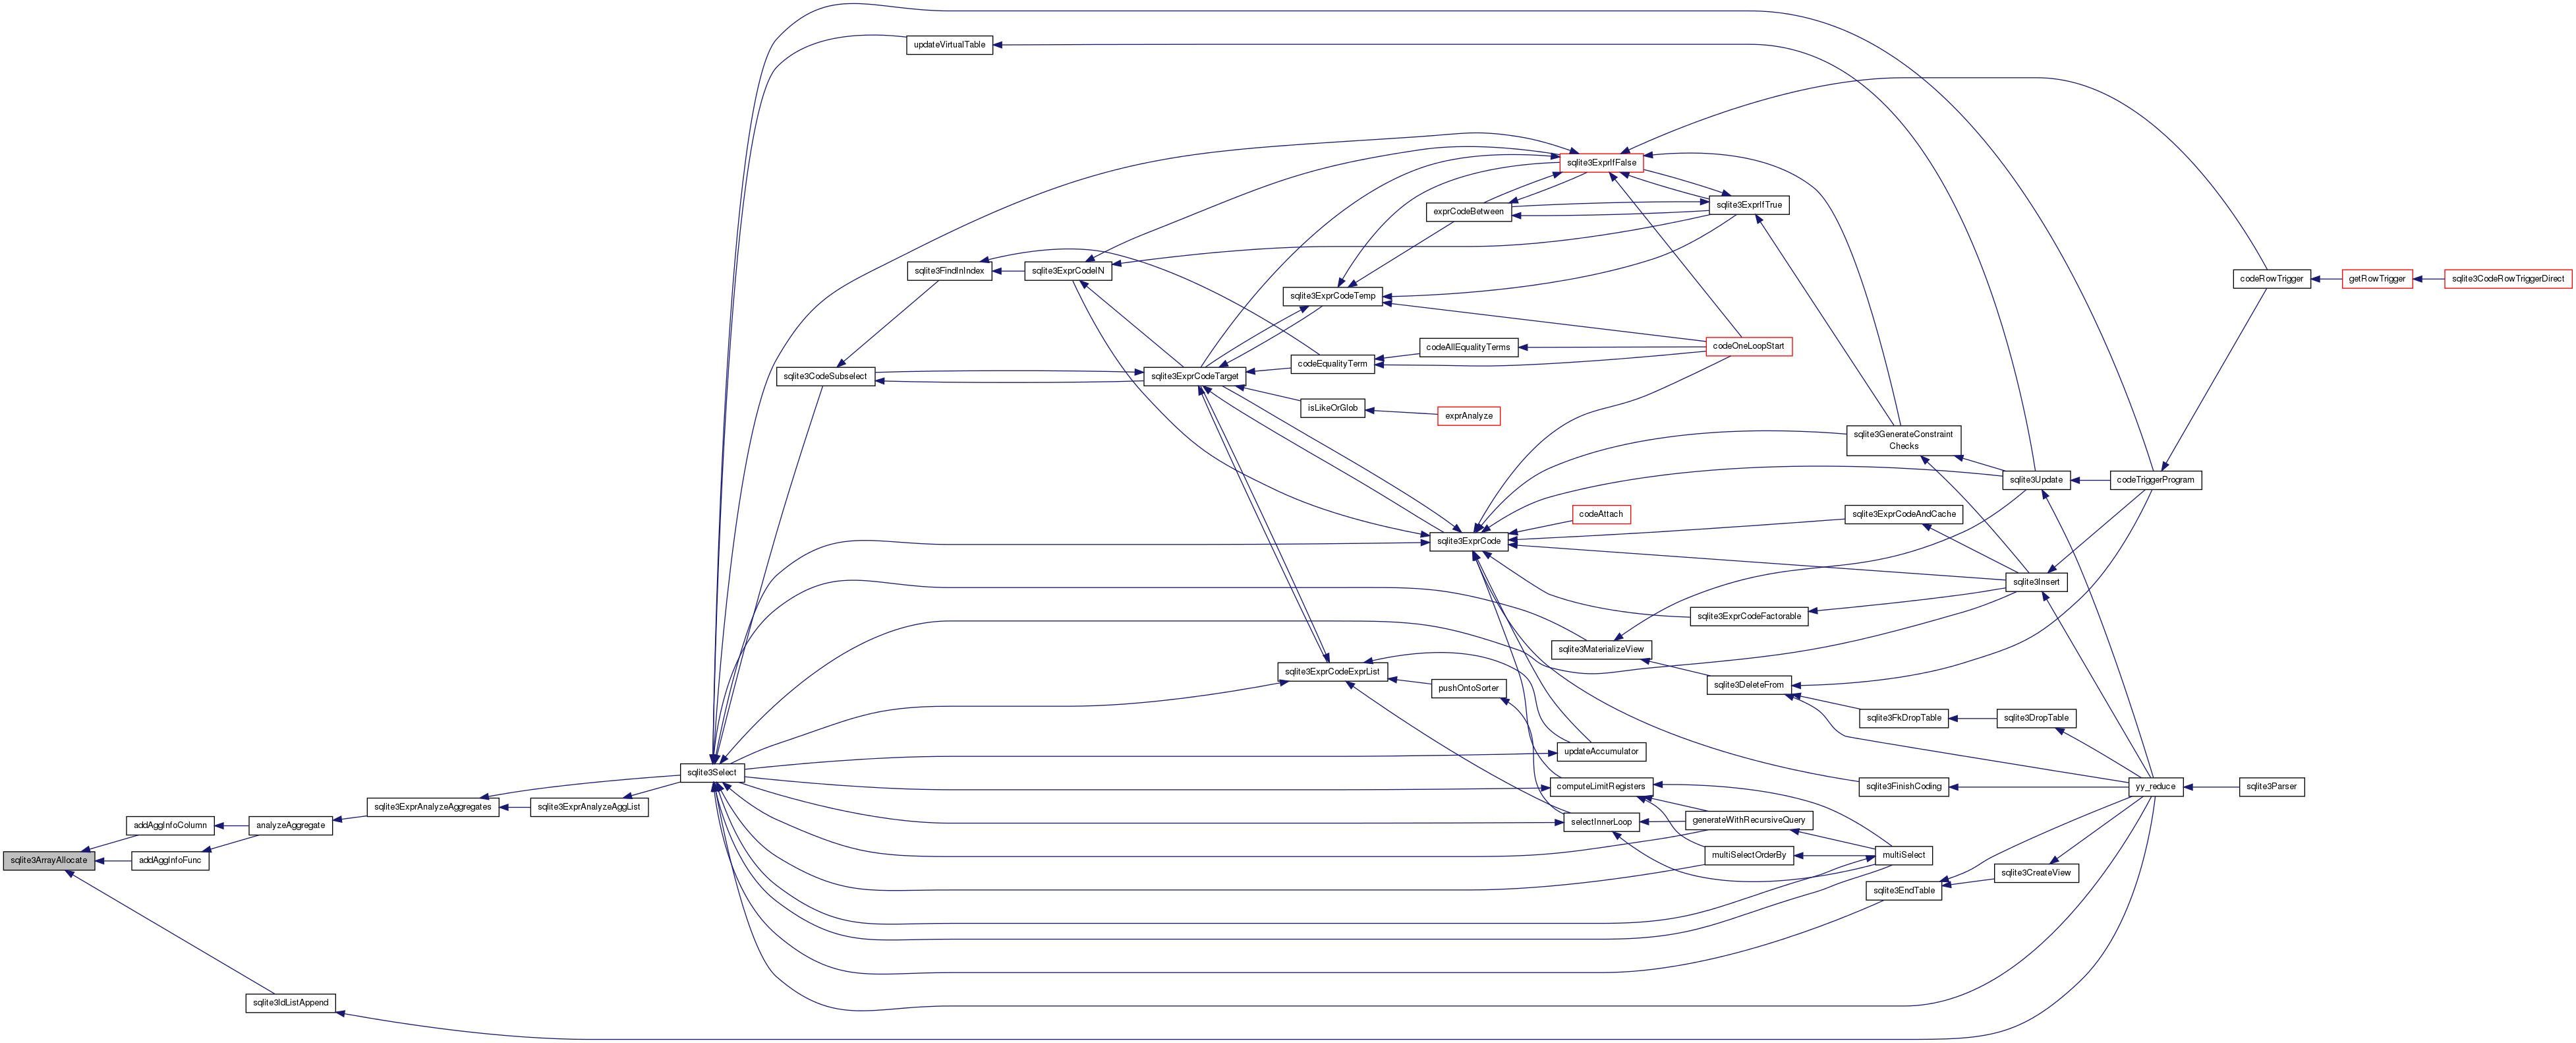 updateVirtualTable
sqlite3ExprIfFalse
sqlite3ExprIfTrue
exprCodeBetween
sqlite3FindInIndex
sqlite3ExprCodeIN
codeRowTrigger
getRowTrigger
sqlite3CodeRowTriggerDirect
sqlite3ExprCodeTemp
codeOneLoopStart
codeAllEqualityTerms
codeEqualityTerm
sqlite3CodeSubselect
sqlite3ExprCodeTarget
isLikeOrGlob
exprAnalyze
sqlite3GenerateConstraint
Checks
sqlite3Update
codeTriggerProgram
codeAttach
sqlite3ExprCodeAndCache
sqlite3ExprCode
sqlite3Insert
sqlite3ExprCodeFactorable
sqlite3MaterializeView
sqlite3ExprCodeExprList
pushOntoSorter
sqlite3DeleteFrom
sqlite3FkDropTable
sqlite3DropTable
updateAccumulator
sqlite3Select
computeLimitRegisters
sqlite3FinishCoding
yy_reduce
sqlite3Parser
sqlite3ExprAnalyzeAggregates
sqlite3ExprAnalyzeAggList
addAggInfoColumn
analyzeAggregate
selectInnerLoop
generateWithRecursiveQuery
multiSelectOrderBy
multiSelect
sqlite3ArrayAllocate
addAggInfoFunc
sqlite3CreateView
sqlite3EndTable
sqlite3IdListAppend